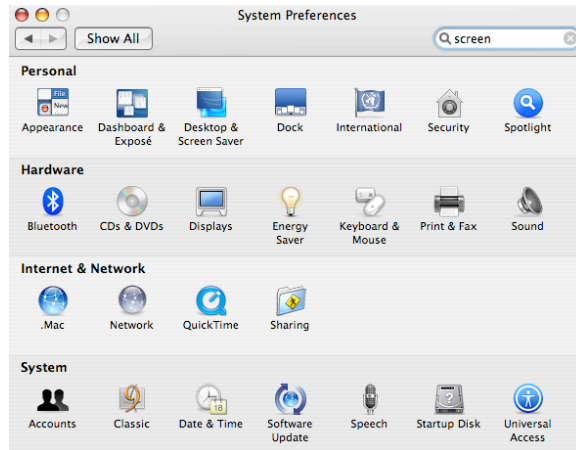 System Preferences
Show All
screen
Personal
File
New
Appearance
Dashboard &
Exposé
Desktop &
Screen Saver
Dock
International
Security
Spotlight
Hardware
Bluetooth
CDs & DVDs
Displays
Energy
Saver
Keyboard &
Mouse
Print & Fax
Sound
Internet & Network
.Mac
Network
QuickTime
Sharing
System
18
Accounts
Classic
Date & Time
Software
Update
Speech
Startup Disk
Universal
Access